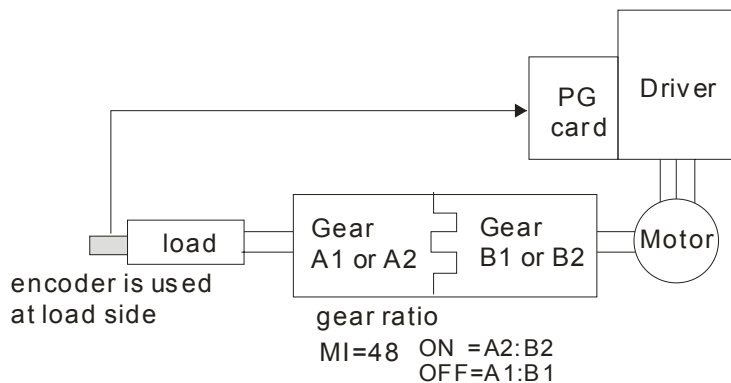 PG
card
Driver
load
Gear
A1 or A2
Gear
B1 or B2
Motor
encoder is used
at load side
gear ratio
MI=48 ON =A2:B2
OFF=A1:B1